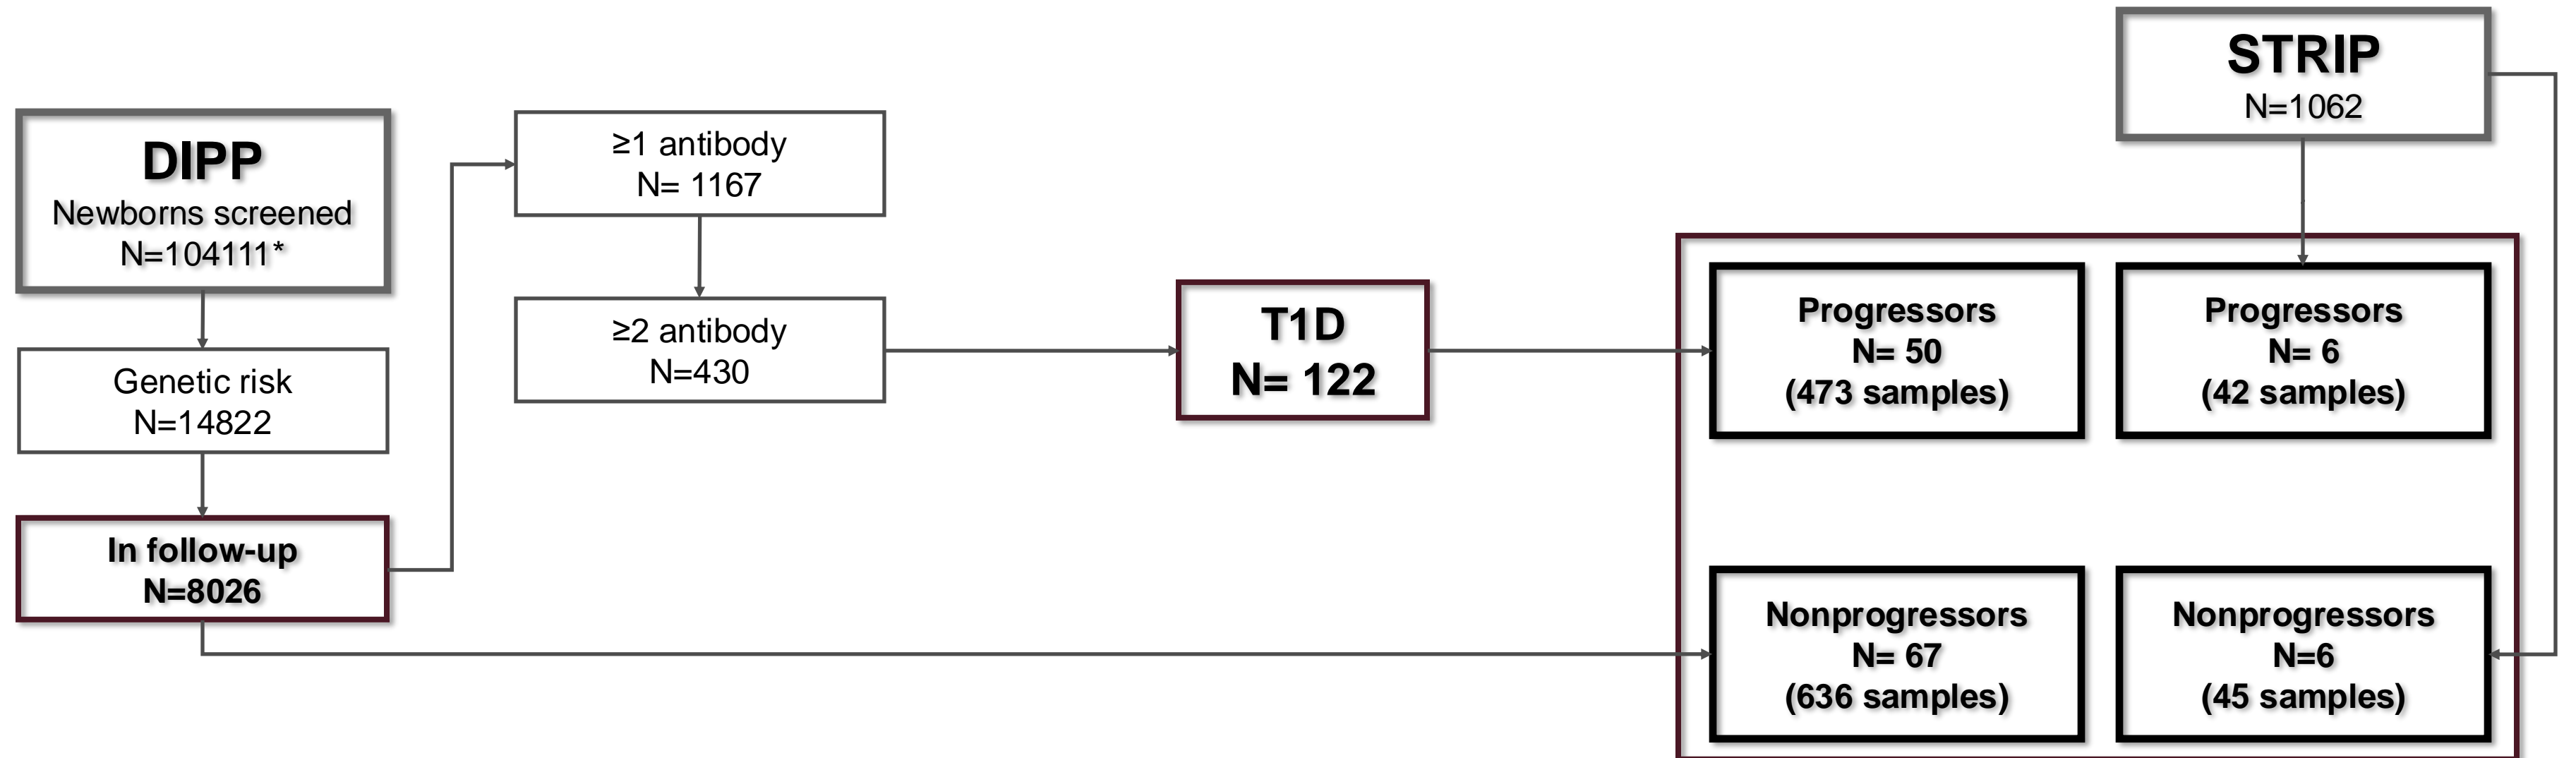 DIPP
Newborns screened
N=104111*
Genetic risk
N=14822
In follow-up
N=8026
≥1 antibody
N= 1167
≥2 antibody
N=430
T1D
N= 122
STRIP
N=1062
Progressors
N= 50
(473 samples)
Progressors
N= 6
(42 samples)
Nonprogressors
N= 67
(636 samples)
Nonprogressors
N=6
(45 samples)